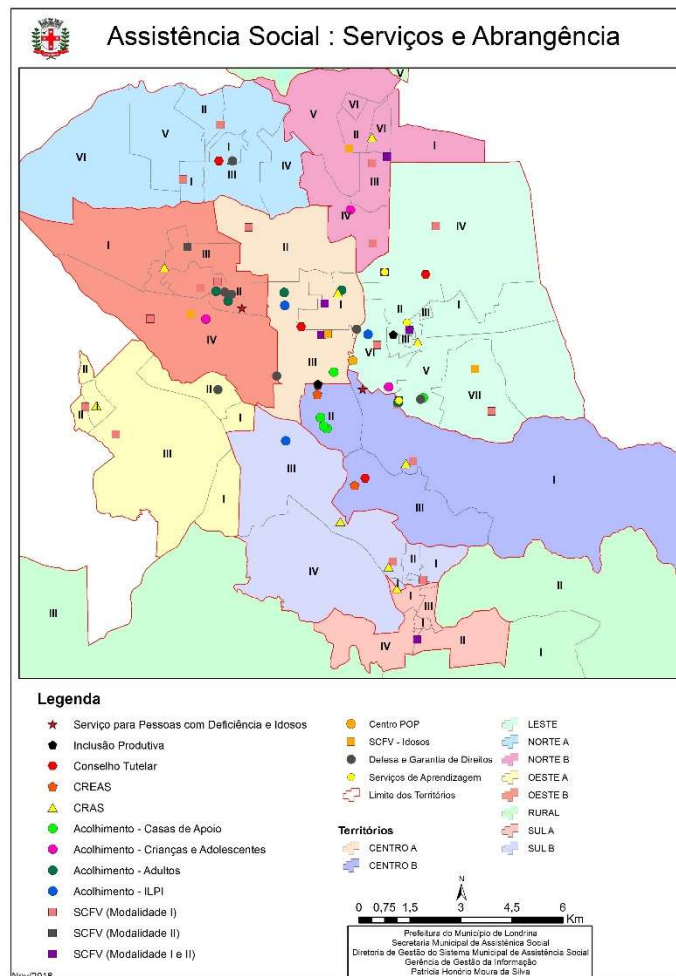 Assistência Social : Serviços e Abrangência
V
II
V
VI
V
I
VI
II
VI
I
IV
III
I
III
IV
I
III
II
IV
II
I
III
IV
I
II
III
III
VI
V
VII
II
II
II
I
III
I
II
I
III
III
IV
II
I
I
I
III
I
IV
II
III
II
I
Legenda
Serviço para Pessoas com Deficiência e Idosos
Inclusão Produtiva
Conselho Tutelar
CREAS
CRAS
Acolhimento - Casas de Apoio
Acolhimento - Crianças e Adolescentes
Acolhimento - Adultos
Acolhimento - ILPI
SCFV (Modalidade I)
SCFV (Modalidade II)
SCFV (Modalidade I e II)
Centro POP
SCFV - Idosos
Defesa e Garantia de Direitos
Serviços de Aprendizagem
Limite dos Territórios
Territórios
CENTRO A
CENTRO B
LESTE
NORTE A
NORTE B
OESTE A
OESTE B
RURAL
SUL A
SUL B
N
0 0,75 1,5 3 4,5 6
Km
Prefeitura do Município de Londrina
Secretaria Municipal de Assistência Social
Diretoria de Gestão do Sistema Municipal de Assistência Social
Gerência de Gestão da Informação
Patrícia Honório Moura da Silva
Nov/2018